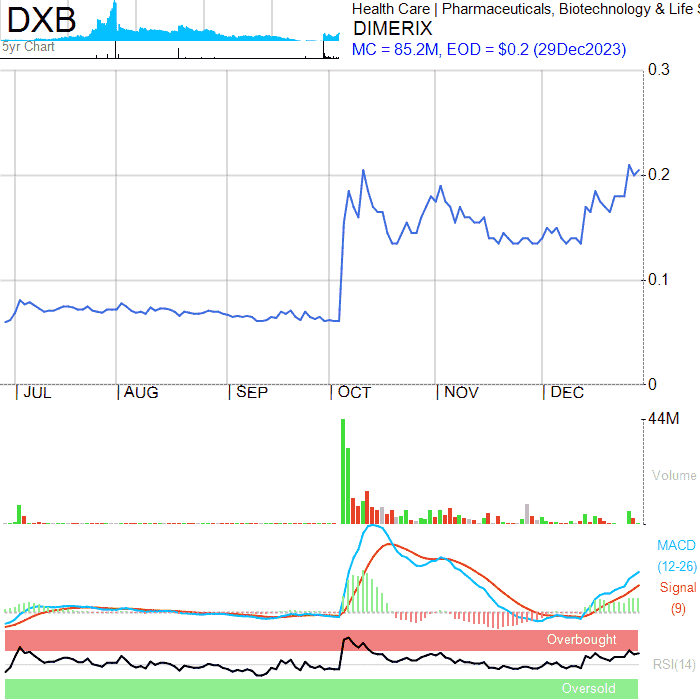 DXB
5yr Chart
Health Care | Pharmaceuticals, Biotechnology & Life S
DIMERIX
MC = 85.2M, EOD = $0.2 (29Dec2023)
0.3
0.2
0.1
0
JUL
AUG
SEP
OCT
NOV
DEC
44M
Volume
MACD
(12-26)
Signal
(9)
Overbought
RSI(14)
Oversold